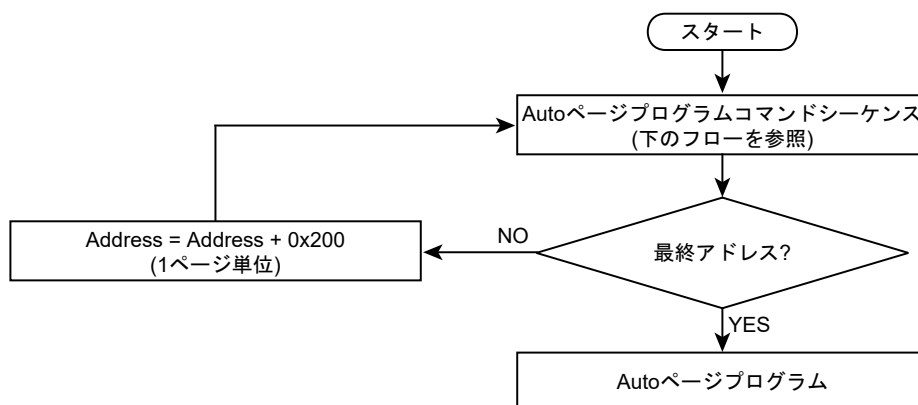 スタート
Autoページプログラムコマンドシーケンス
(下のフローを参照)
Address = Address + 0x200
(1ページ単位)
NO
最終アドレス?
YES
Autoページプログラム